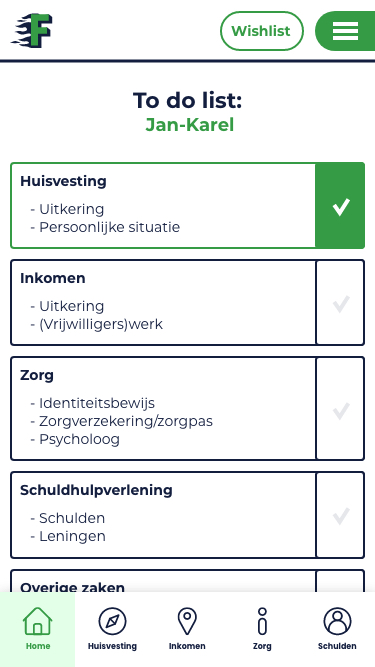 F
Wishlist
To do list:
Jan-Karel
Huisvesting
- Uitkering
- Persoonlijke situatie
Inkomen
- Uitkering
- (Vrijwilligers)werk
Zorg
- Identiteitsbewijs
- Zorgverzekering/zorgpas
- Psycholoog
Schuldhulpverlening
- Schulden
- Leningen
Overige zaken
Home
Huisvesting
Inkomen
Zorg
Schulden